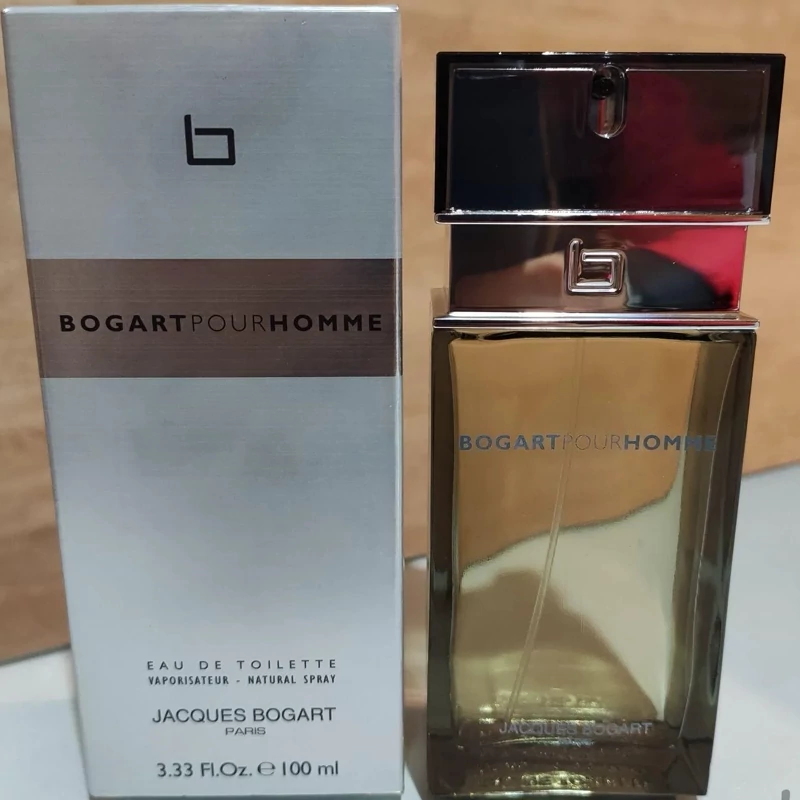 b
BOGARTPOURHOMME
EAU DE TOILETTE
VAPORISATEUR - NATURAL SPRAY
JACQUES BOGART
PARIS
3.33 Fl.Oz. ℮ 100 ml
b
BOGARTPOURHOMME
JACQUES BOGART